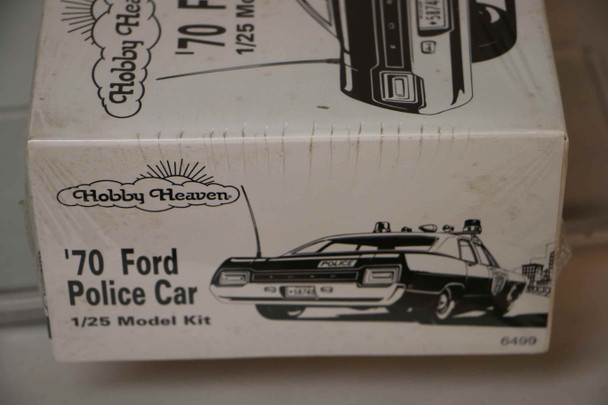 Hobby Heaven
'70 F
1/25 Mo
Hobby Heaven
'70 Ford
Police Car
1/25 Model Kit
POLICE
6499